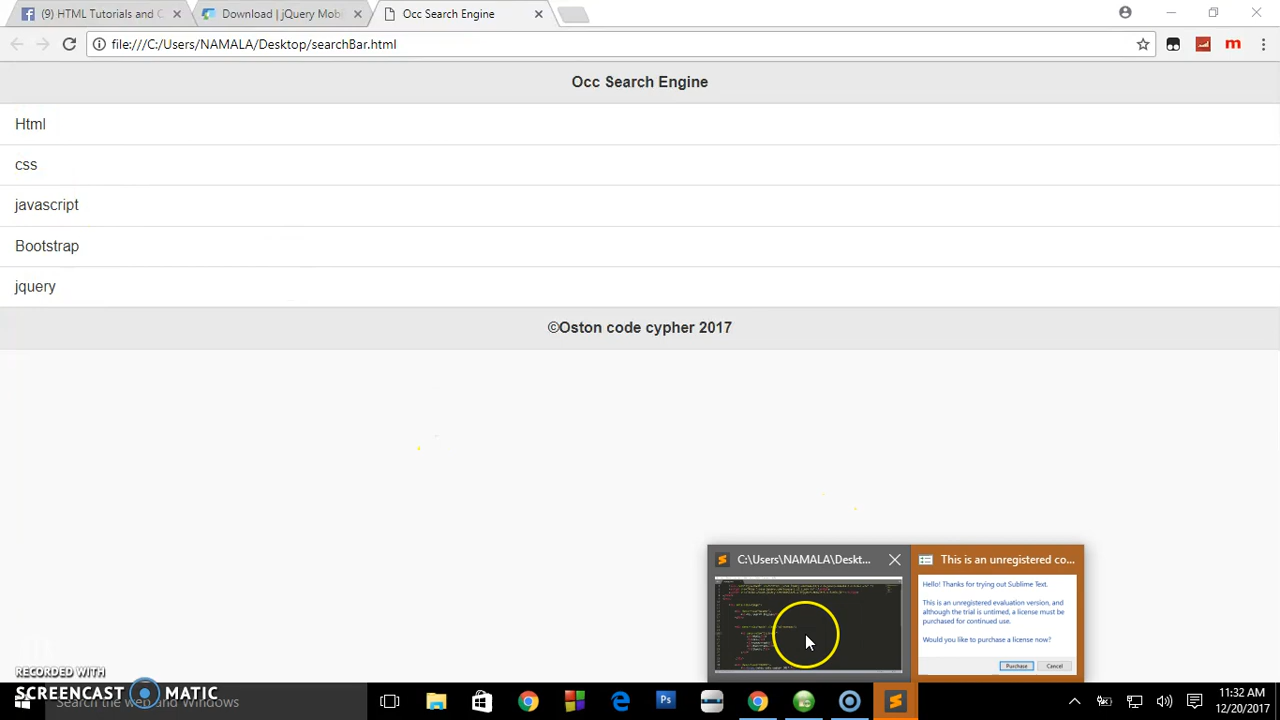 (9) HTML Tutorials and C
Download | jQuery Mob
Occ Search Engine
file:///C:/Users/NAMALA/Desktop/searchBar.html
m
Occ Search Engine
Html
css
javascript
Bootstrap
jquery
©Oston code cypher 2017
C:\Users\NAMALA\Deskt...
This is an unregistered co...
Hello! Thanks for trying out Sublime Text.
This is an unregistered evaluation version, and
although the trial is untimed, a license must be
purchased for continued use.
Would you like to purchase a license now?
Purchase
Cancel
SCREENCAST MATIC
Search the web and Windows
Ps
11:32 AM
12/20/2017